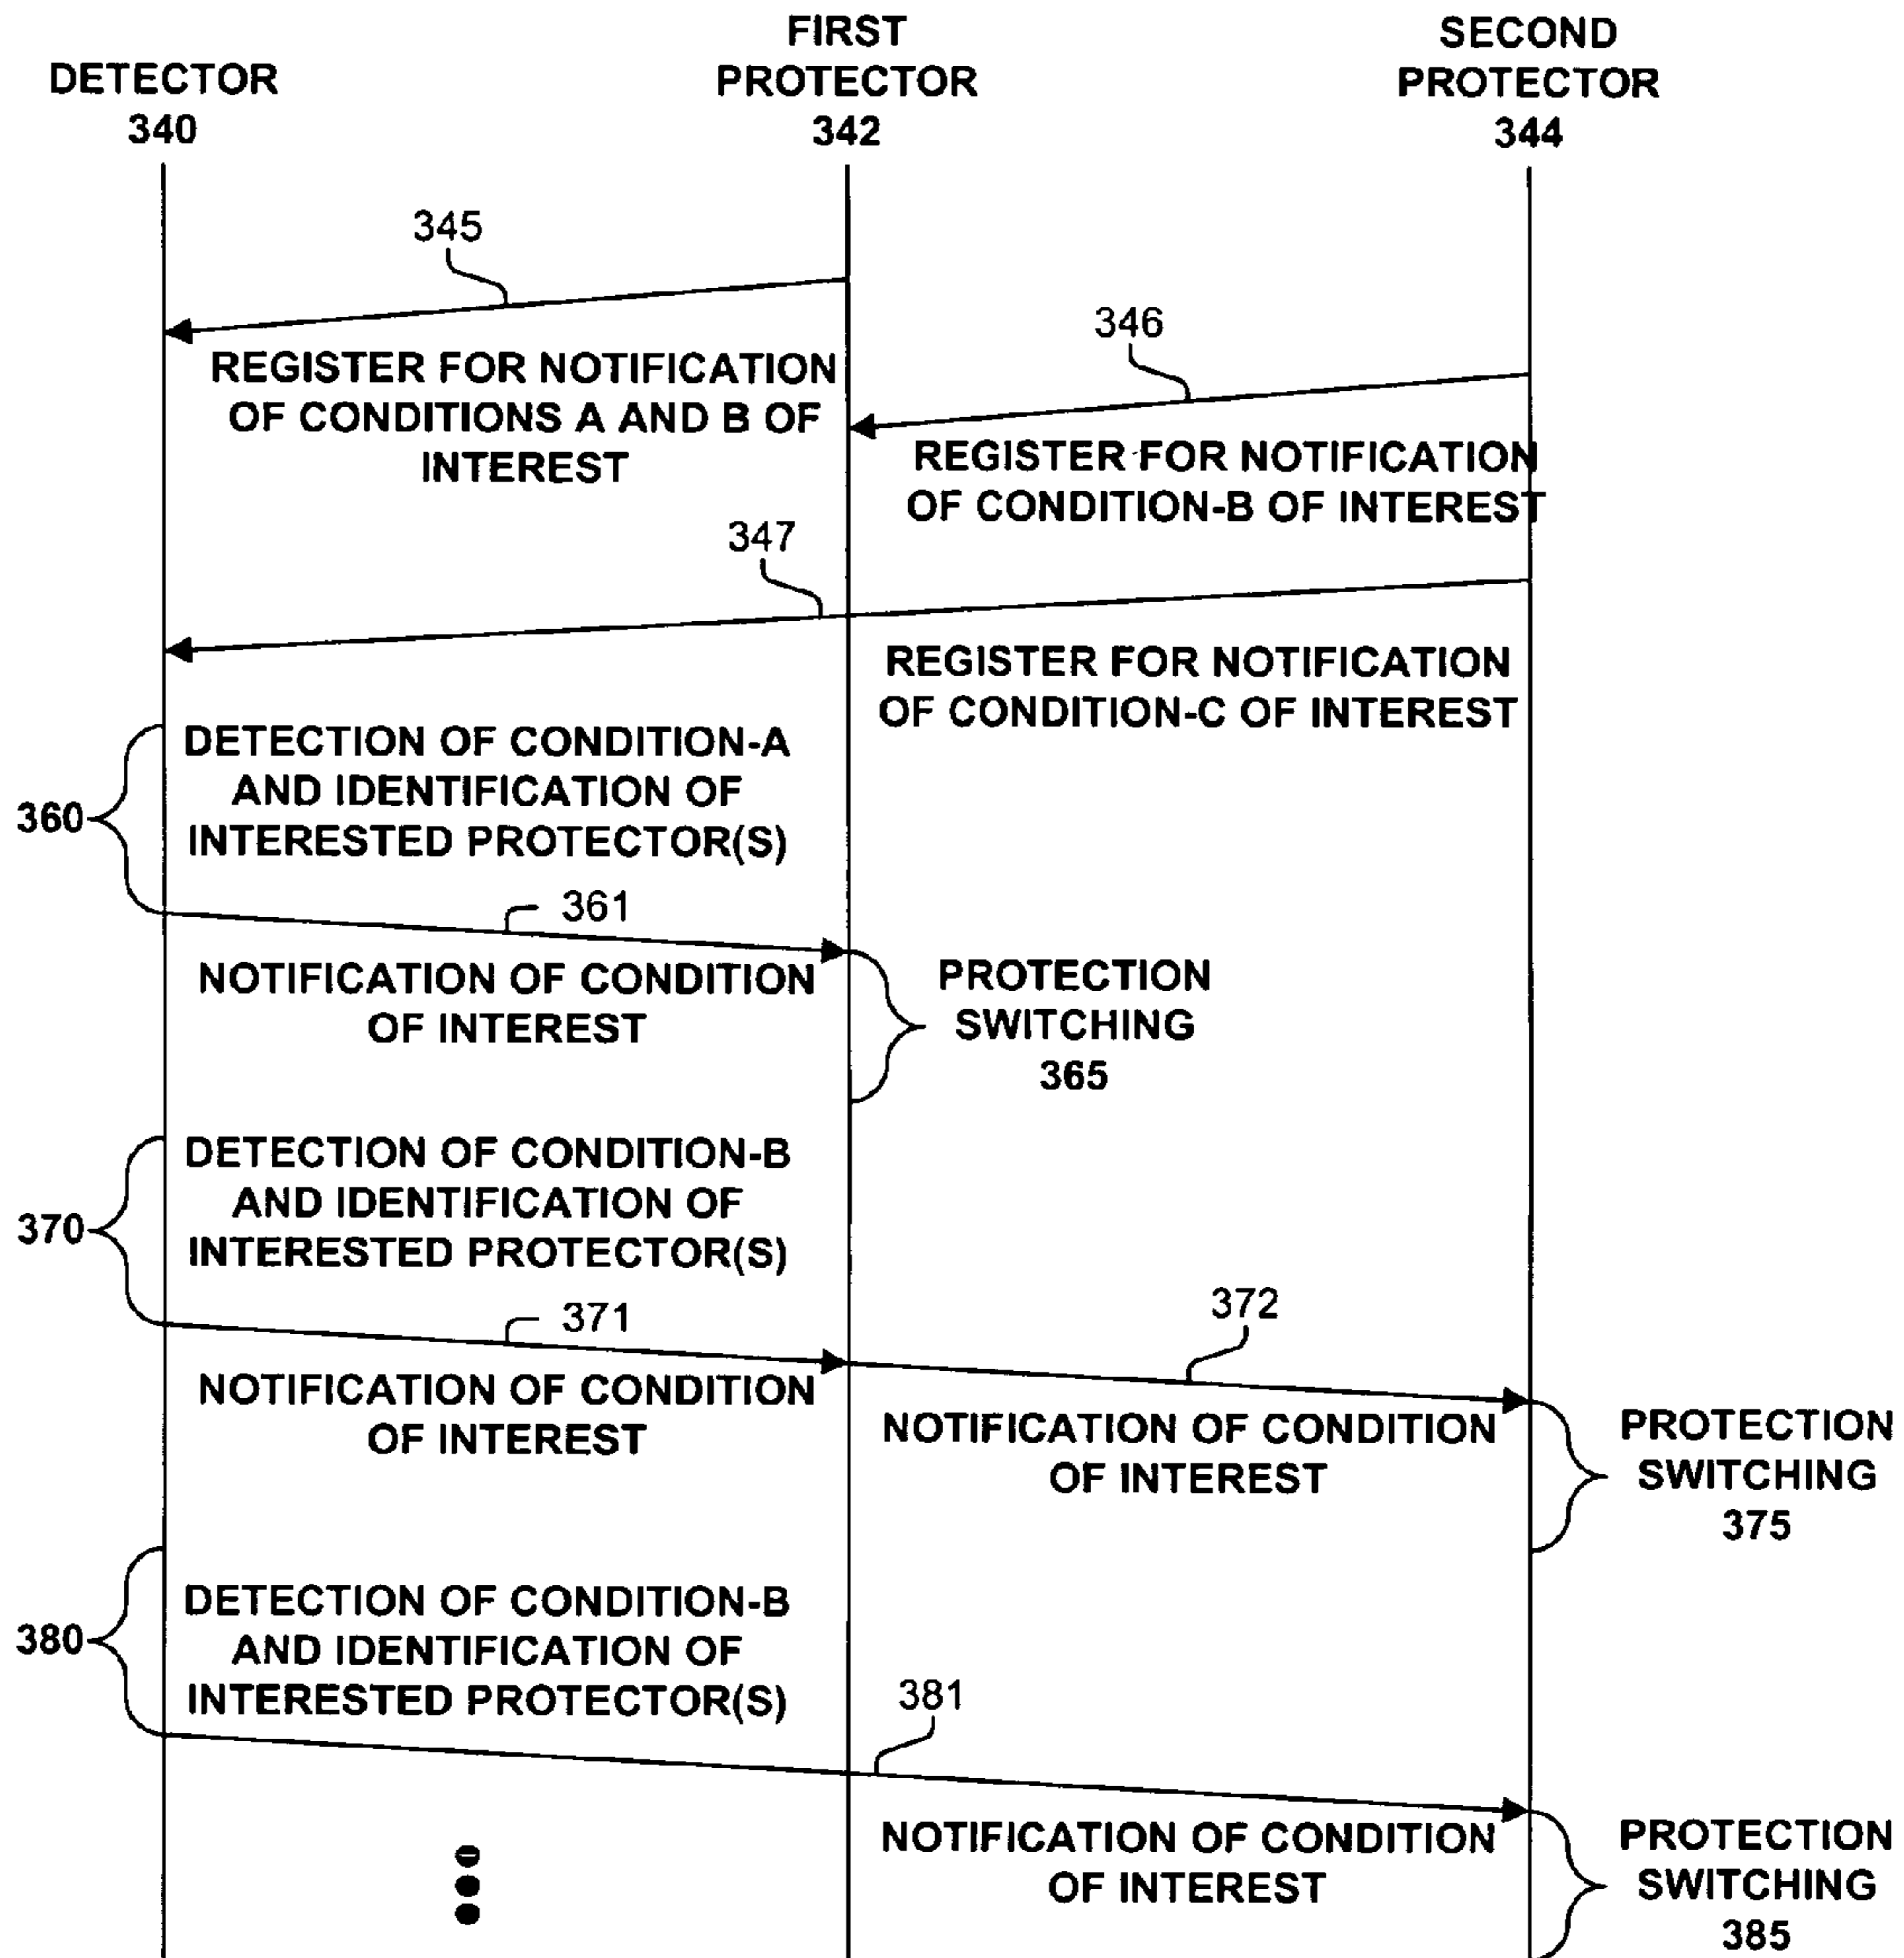 DETECTOR
340
FIRST
PROTECTOR
342
SECOND
PROTECTOR
344
345
REGISTER FOR NOTIFICATION
OF CONDITIONS A AND B OF
INTEREST
346
REGISTER FOR NOTIFICATION
OF CONDITION-B OF INTEREST
347
REGISTER FOR NOTIFICATION
OF CONDITION-C OF INTEREST
360
DETECTION OF CONDITION-A
AND IDENTIFICATION OF
INTERESTED PROTECTOR(S)
361
NOTIFICATION OF CONDITION
OF INTEREST
PROTECTION
SWITCHING
365
370
DETECTION OF CONDITION-B
AND IDENTIFICATION OF
INTERESTED PROTECTOR(S)
371
NOTIFICATION OF CONDITION
OF INTEREST
372
NOTIFICATION OF CONDITION
OF INTEREST
PROTECTION
SWITCHING
375
380
DETECTION OF CONDITION-B
AND IDENTIFICATION OF
INTERESTED PROTECTOR(S)
381
NOTIFICATION OF CONDITION
OF INTEREST
PROTECTION
SWITCHING
385